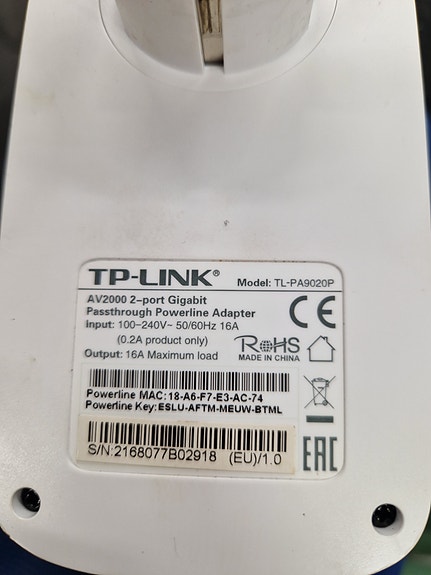 TP-LINK®
Model: TL-PA9020P
AV2000 2-port Gigabit
Passthrough Powerline Adapter
Input: 100-240V~ 50/60Hz 16A
(0.2A product only)
Output: 16A Maximum load
CE
RoHS
MADE IN CHINA
Powerline MAC:18-A6-F7-E3-AC-74
Powerline Key:ESLU-AFTM-MEUW-BTML
S/N:2168077B02918 (EU)/1.0
EAC